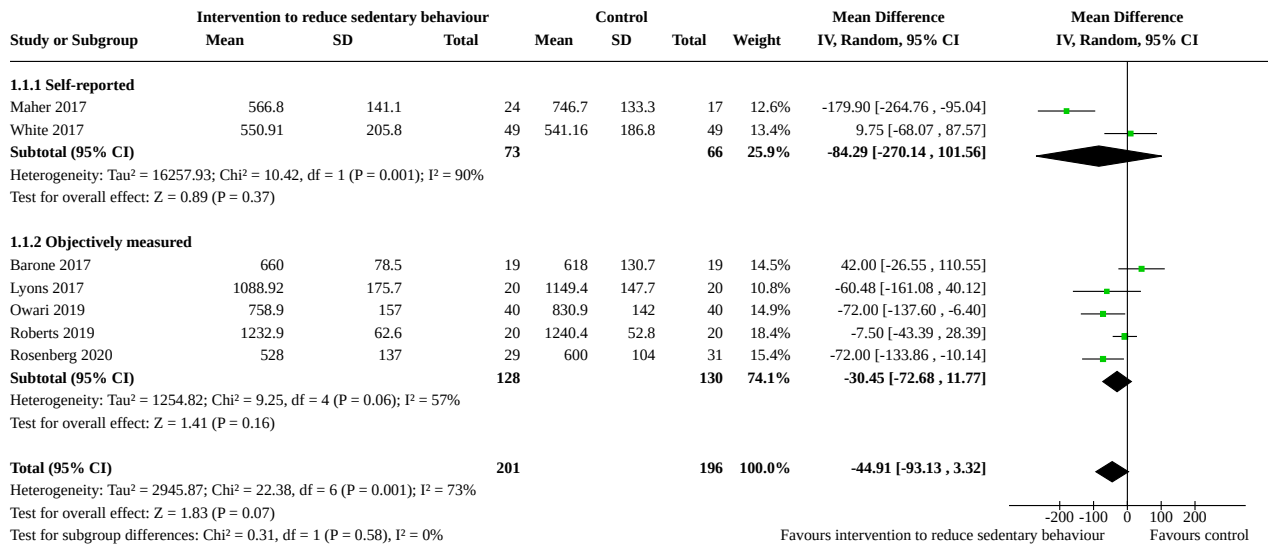 Intervention to reduce sedentary behaviour Control Mean Difference Mean Difference
Study or Subgroup Mean SD Total Mean SD Total Weight IV, Random, 95% CI IV, Random, 95% CI
1.1.1 Self-reported
Maher 2017 566.8 141.1 24 746.7 133.3 17 12.6% -179.90 [-264.76 , -95.04]
White 2017 550.91 205.8 49 541.16 186.8 49 13.4% 9.75 [-68.07 , 87.57]
Subtotal (95% CI) 73 66 25.9% -84.29 [-270.14 , 101.56]
Heterogeneity: Tau² = 16257.93; Chi² = 10.42, df = 1 (P = 0.001); I² = 90%
Test for overall effect: Z = 0.89 (P = 0.37)
1.1.2 Objectively measured
Barone 2017 660 78.5 19 618 130.7 19 14.5% 42.00 [-26.55 , 110.55]
Lyons 2017 1088.92 175.7 20 1149.4 147.7 20 10.8% -60.48 [-161.08 , 40.12]
Owari 2019 758.9 157 40 830.9 142 40 14.9% -72.00 [-137.60 , -6.40]
Roberts 2019 1232.9 62.6 20 1240.4 52.8 20 18.4% -7.50 [-43.39 , 28.39]
Rosenberg 2020 528 137 29 600 104 31 15.4% -72.00 [-133.86 , -10.14]
Subtotal (95% CI) 128 130 74.1% -30.45 [-72.68 , 11.77]
Heterogeneity: Tau² = 1254.82; Chi² = 9.25, df = 4 (P = 0.06); I² = 57%
Test for overall effect: Z = 1.41 (P = 0.16)
Total (95% CI) 201 196 100.0% -44.91 [-93.13 , 3.32]
Heterogeneity: Tau² = 2945.87; Chi² = 22.38, df = 6 (P = 0.001); I² = 73%
Test for overall effect: Z = 1.83 (P = 0.07) -200 -100 0 100 200
Test for subgroup differences: Chi² = 0.31, df = 1 (P = 0.58), I² = 0% Favours intervention to reduce sedentary behaviour Favours control